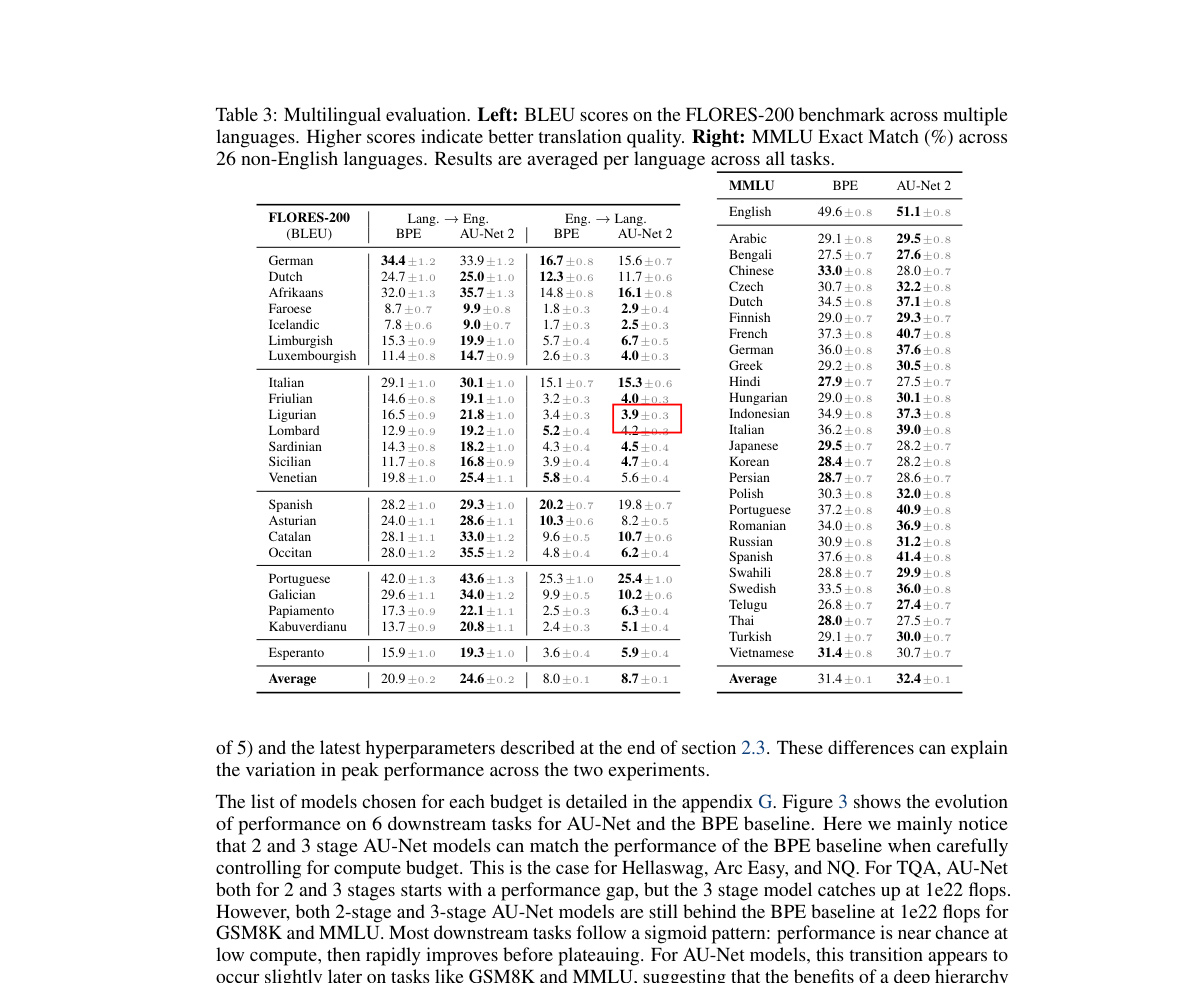 Table 3: Multilingual evaluation. Left: BLEU scores on the FLORES-200 benchmark across multiple
languages. Higher scores indicate better translation quality. Right: MMLU Exact Match (%) across
26 non-English languages. Results are averaged per language across all tasks.
FLORES-200 Lang. → Eng. Eng. → Lang.
(BLEU) BPE AU-Net 2 BPE AU-Net 2
German 34.4±1.2 33.9±1.2 16.7±0.8 15.6±0.7
Dutch 24.7±1.0 25.0±1.0 12.3±0.6 11.7±0.6
Afrikaans 32.0±1.3 35.7±1.3 14.8±0.8 16.1±0.8
Faroese 8.7±0.7 9.9±0.8 1.8±0.3 2.9±0.4
Icelandic 7.8±0.6 9.0±0.7 1.7±0.3 2.5±0.3
Limburgish 15.3±0.9 19.9±1.0 5.7±0.4 6.7±0.5
Luxembourgish 11.4±0.8 14.7±0.9 2.6±0.3 4.0±0.3
Italian 29.1±1.0 30.1±1.0 15.1±0.7 15.3±0.6
Friulian 14.6±0.8 19.1±1.0 3.2±0.3 4.0±0.3
Ligurian 16.5±0.9 21.8±1.0 3.4±0.3 3.9±0.3
Lombard 12.9±0.9 19.2±1.0 5.2±0.4 4.2±0.3
Sardinian 14.3±0.8 18.2±1.0 4.3±0.4 4.5±0.4
Sicilian 11.7±0.8 16.8±0.9 3.9±0.4 4.7±0.4
Venetian 19.8±1.0 25.4±1.1 5.8±0.4 5.6±0.4
Spanish 28.2±1.0 29.3±1.0 20.2±0.7 19.8±0.7
Asturian 24.0±1.1 28.6±1.1 10.3±0.6 8.2±0.5
Catalan 28.1±1.1 33.0±1.2 9.6±0.5 10.7±0.6
Occitan 28.0±1.2 35.5±1.2 4.8±0.4 6.2±0.4
Portuguese 42.0±1.3 43.6±1.3 25.3±1.0 25.4±1.0
Galician 29.6±1.1 34.0±1.2 9.9±0.5 10.2±0.6
Papiamento 17.3±0.9 22.1±1.1 2.5±0.3 6.3±0.4
Kabuverdianu 13.7±0.9 20.8±1.1 2.4±0.3 5.1±0.4
Esperanto 15.9±1.0 19.3±1.0 3.6±0.4 5.9±0.4
Average 20.9±0.2 24.6±0.2 8.0±0.1 8.7±0.1
MMLU BPE AU-Net 2
English 49.6±0.8 51.1±0.8
Arabic 29.1±0.8 29.5±0.8
Bengali 27.5±0.7 27.6±0.8
Chinese 33.0±0.8 28.0±0.7
Czech 30.7±0.8 32.2±0.8
Dutch 34.5±0.8 37.1±0.8
Finnish 29.0±0.7 29.3±0.7
French 37.3±0.8 40.7±0.8
German 36.0±0.8 37.6±0.8
Greek 29.2±0.8 30.5±0.8
Hindi 27.9±0.7 27.5±0.7
Hungarian 29.0±0.8 30.1±0.8
Indonesian 34.9±0.8 37.3±0.8
Italian 36.2±0.8 39.0±0.8
Japanese 29.5±0.7 28.2±0.7
Korean 28.4±0.7 28.2±0.8
Persian 28.7±0.7 28.6±0.7
Polish 30.3±0.8 32.0±0.8
Portuguese 37.2±0.8 40.9±0.8
Romanian 34.0±0.8 36.9±0.8
Russian 30.9±0.8 31.2±0.8
Spanish 37.6±0.8 41.4±0.8
Swahili 28.8±0.7 29.9±0.8
Swedish 33.5±0.8 36.0±0.8
Telugu 26.8±0.7 27.4±0.7
Thai 28.0±0.7 27.5±0.7
Turkish 29.1±0.7 30.0±0.7
Vietnamese 31.4±0.8 30.7±0.7
Average 31.4±0.1 32.4±0.1
of 5) and the latest hyperparameters described at the end of section 2.3. These differences can explain
the variation in peak performance across the two experiments.
The list of models chosen for each budget is detailed in the appendix G. Figure 3 shows the evolution
of performance on 6 downstream tasks for AU-Net and the BPE baseline. Here we mainly notice
that 2 and 3 stage AU-Net models can match the performance of the BPE baseline when carefully
controlling for compute budget. This is the case for Hellaswag, Arc Easy, and NQ. For TQA, AU-Net
both for 2 and 3 stages starts with a performance gap, but the 3 stage model catches up at 1e22 flops.
However, both 2-stage and 3-stage AU-Net models are still behind the BPE baseline at 1e22 flops for
GSM8K and MMLU. Most downstream tasks follow a sigmoid pattern: performance is near chance at
low compute, then rapidly improves before plateauing. For AU-Net models, this transition appears to
occur slightly later on tasks like GSM8K and MMLU, suggesting that the benefits of a deep hierarchy